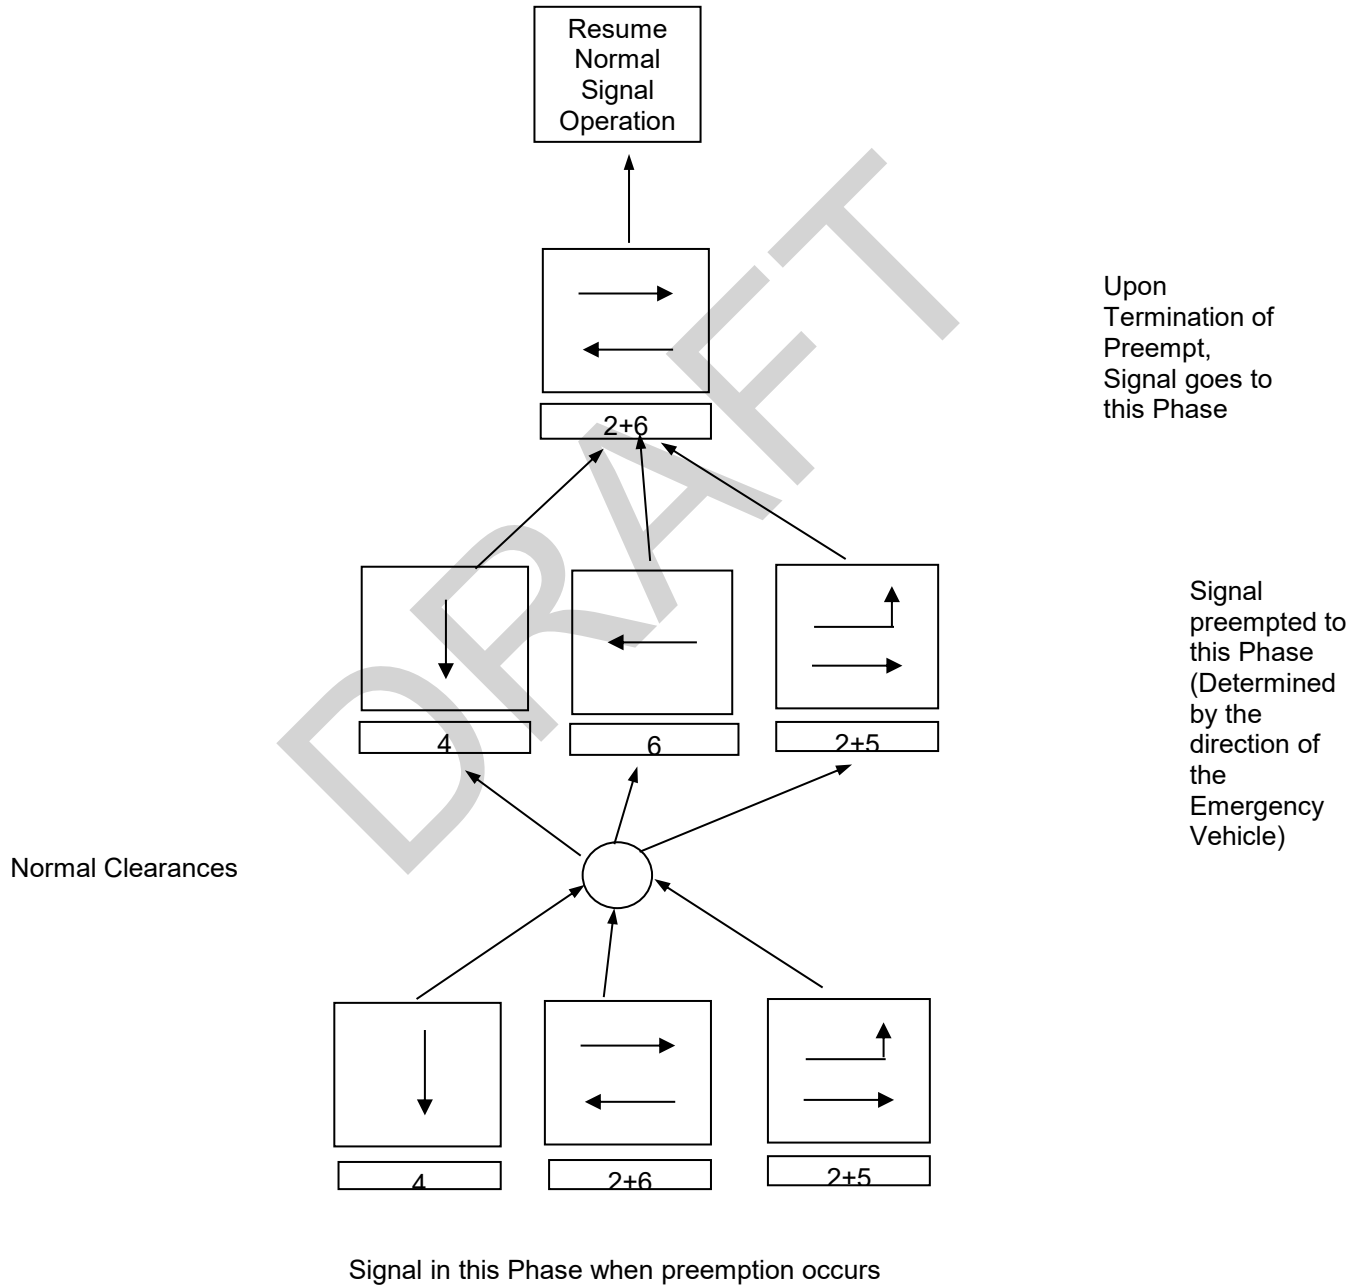 Resume
Normal
Signal
Operation
Upon
Termination of
Preempt,
Signal goes to
this Phase
2+6
DRAFT
Signal
preempted to
this Phase
(Determined
by the
direction of
the
Emergency
Vehicle)
4
6
2+5
Normal Clearances
4
2+6
2+5
Signal in this Phase when preemption occurs